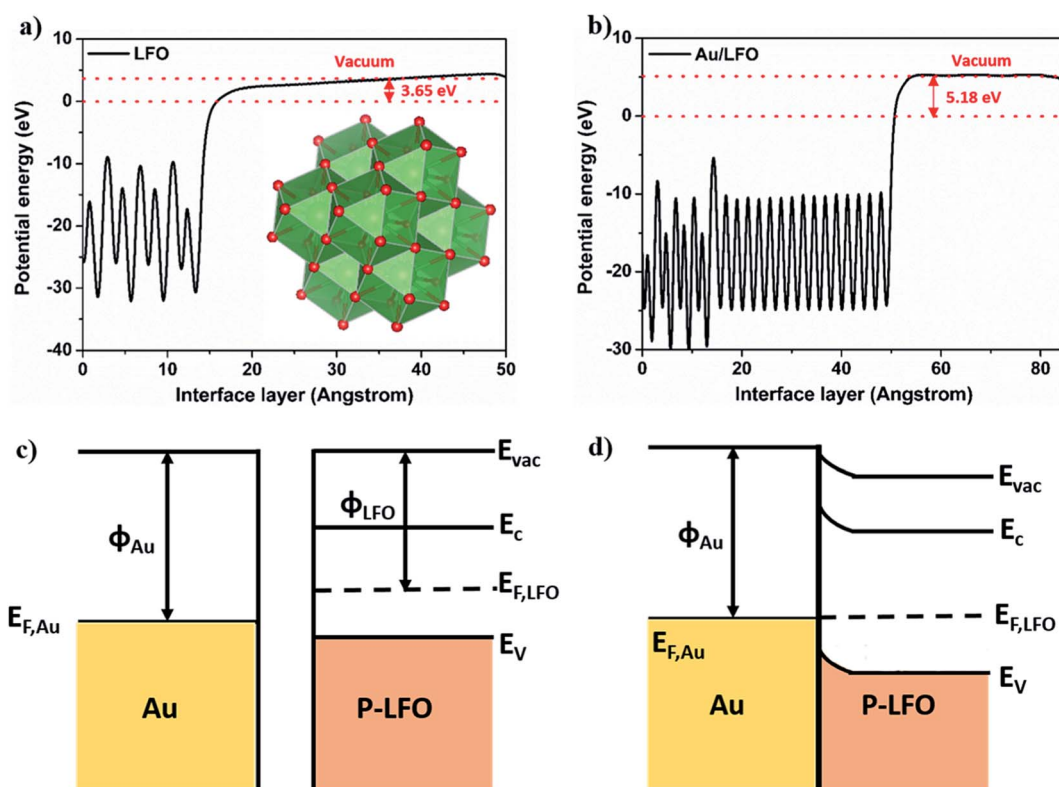 a)
LFO
Vacuum
3.65 eV
10
0
-10
-20
-30
-40
Potential energy (eV)
0
10
20
30
40
50
Interface layer (Angstrom)
b)
Au/LFO
Vacuum
5.18 eV
10
0
-10
-20
-30
Potential energy (eV)
0
20
40
60
80
Interface layer (Angstrom)
c)
Evac
ϕAu
ϕLFO
Ec
EF,Au
EF,LFO
EV
Au
P-LFO
d)
Evac
ϕAu
Ec
EF,Au
EF,LFO
EV
Au
P-LFO